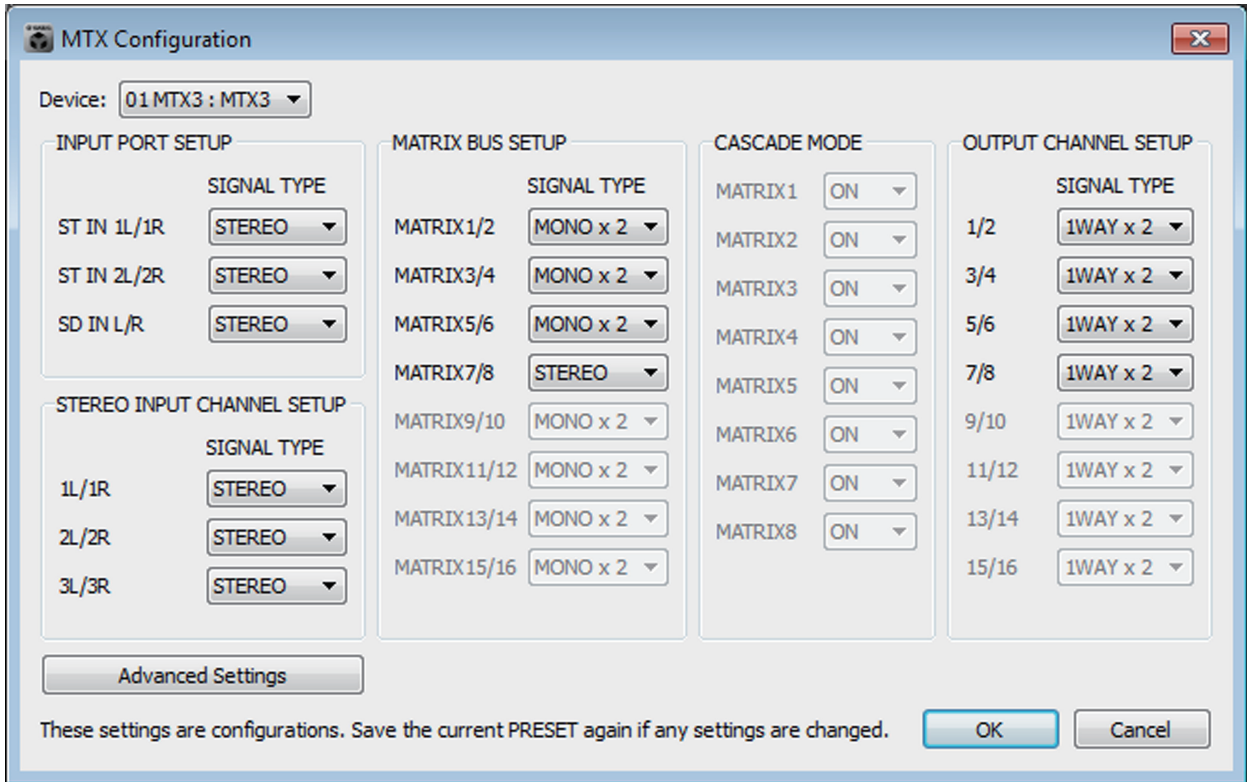 MTX Configuration
Device: 01 MTX3 : MTX3
INPUT PORT SETUP
SIGNAL TYPE
ST IN 1L/1R STEREO
ST IN 2L/2R STEREO
SD IN L/R STEREO
STEREO INPUT CHANNEL SETUP
SIGNAL TYPE
1L/1R STEREO
2L/2R STEREO
3L/3R STEREO
Advanced Settings
MATRIX BUS SETUP
SIGNAL TYPE
MATRIX1/2 MONO x 2
MATRIX3/4 MONO x 2
MATRIX5/6 MONO x 2
MATRIX7/8 STEREO
MATRIX9/10 MONO x 2
MATRIX11/12 MONO x 2
MATRIX13/14 MONO x 2
MATRIX15/16 MONO x 2
CASCADE MODE
MATRIX1 ON
MATRIX2 ON
MATRIX3 ON
MATRIX4 ON
MATRIX5 ON
MATRIX6 ON
MATRIX7 ON
MATRIX8 ON
OUTPUT CHANNEL SETUP
SIGNAL TYPE
1/2 1WAY x 2
3/4 1WAY x 2
5/6 1WAY x 2
7/8 1WAY x 2
9/10 1WAY x 2
11/12 1WAY x 2
13/14 1WAY x 2
15/16 1WAY x 2
These settings are configurations. Save the current PRESET again if any settings are changed.
OK Cancel